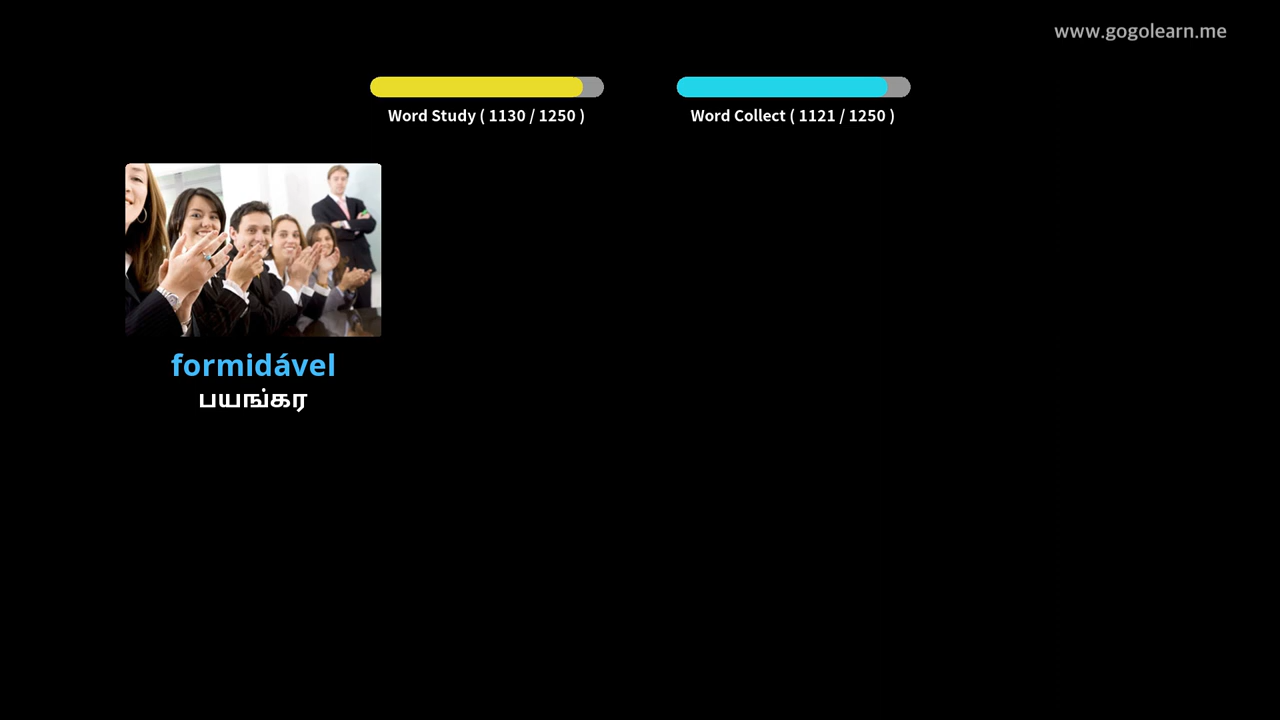 www.gogolearn.me
Word Study ( 1130 / 1250 )
Word Collect ( 1121 / 1250 )
formidável
பயங்கர